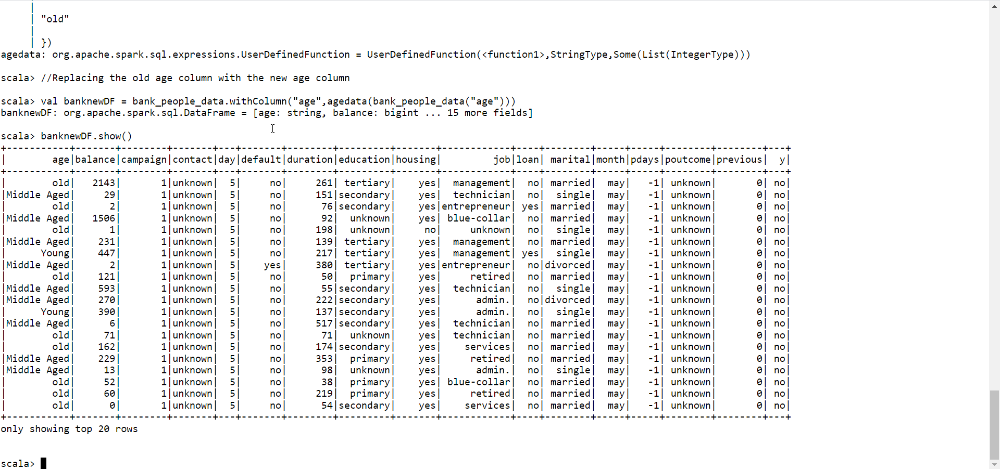 |
     | "old"
     |
     | })
agedata: org.apache.spark.sql.expressions.UserDefinedFunction = UserDefinedFunction(<function1>,StringType,Some(List(IntegerType)))
scala> //Replacing the old age column with the new age column
scala> val banknewDF = bank_people_data.withColumn("age",agedata(bank_people_data("age")))
banknewDF: org.apache.spark.sql.DataFrame = [age: string, balance: bigint ... 15 more fields]
scala> banknewDF.show()
+-----------+-------+--------+-------+---+-------+--------+---------+-------+------------+----+--------+-----+-----+--------+--------+---+
|        age|balance|campaign|contact|day|default|duration|education|housing|         job|loan| marital|month|pdays|poutcome|previous|  y|
+-----------+-------+--------+-------+---+-------+--------+---------+-------+------------+----+--------+-----+-----+--------+--------+---+
|        old|   2143|       1|unknown|  5|     no|     261| tertiary|    yes|  management|  no| married|  may|   -1| unknown|       0| no|
|Middle Aged|     29|       1|unknown|  5|     no|     151|secondary|    yes|  technician|  no|  single|  may|   -1| unknown|       0| no|
|        old|      2|       1|unknown|  5|     no|      76|secondary|    yes|entrepreneur| yes| married|  may|   -1| unknown|       0| no|
|Middle Aged|   1506|       1|unknown|  5|     no|      92|  unknown|    yes| blue-collar|  no| married|  may|   -1| unknown|       0| no|
|        old|      1|       1|unknown|  5|     no|     198|  unknown|     no|     unknown|  no|  single|  may|   -1| unknown|       0| no|
|Middle Aged|    231|       1|unknown|  5|     no|     139| tertiary|    yes|  management|  no| married|  may|   -1| unknown|       0| no|
|      Young|    447|       1|unknown|  5|     no|     217| tertiary|    yes|  management| yes|  single|  may|   -1| unknown|       0| no|
|Middle Aged|      2|       1|unknown|  5|    yes|     380| tertiary|    yes|entrepreneur|  no|divorced|  may|   -1| unknown|       0| no|
|        old|    121|       1|unknown|  5|     no|      50|  primary|    yes|     retired|  no| married|  may|   -1| unknown|       0| no|
|Middle Aged|    593|       1|unknown|  5|     no|      55|secondary|    yes|  technician|  no|  single|  may|   -1| unknown|       0| no|
|Middle Aged|    270|       1|unknown|  5|     no|     222|secondary|    yes|      admin.|  no|divorced|  may|   -1| unknown|       0| no|
|      Young|    390|       1|unknown|  5|     no|     137|secondary|    yes|      admin.|  no|  single|  may|   -1| unknown|       0| no|
|Middle Aged|      6|       1|unknown|  5|     no|     517|secondary|    yes|  technician|  no| married|  may|   -1| unknown|       0| no|
|        old|     71|       1|unknown|  5|     no|      71|  unknown|    yes|  technician|  no| married|  may|   -1| unknown|       0| no|
|        old|    162|       1|unknown|  5|     no|     174|secondary|    yes|    services|  no| married|  may|   -1| unknown|       0| no|
|Middle Aged|    229|       1|unknown|  5|     no|     353|  primary|    yes|     retired|  no| married|  may|   -1| unknown|       0| no|
|Middle Aged|     13|       1|unknown|  5|     no|      98|  unknown|    yes|      admin.|  no|  single|  may|   -1| unknown|       0| no|
|        old|     52|       1|unknown|  5|     no|      38|  primary|    yes| blue-collar|  no| married|  may|   -1| unknown|       0| no|
|        old|     60|       1|unknown|  5|     no|     219|  primary|    yes|     retired|  no| married|  may|   -1| unknown|       0| no|
|        old|      0|       1|unknown|  5|     no|      54|secondary|    yes|    services|  no| married|  may|   -1| unknown|       0| no|
+-----------+-------+--------+-------+---+-------+--------+---------+-------+------------+----+--------+-----+-----+--------+--------+---+
only showing top 20 rows
scala>